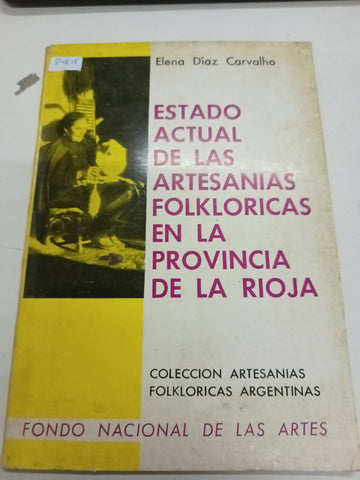 Elena Díaz Carvalho
ESTADO
ACTUAL
DE LAS
ARTESANIAS
FOLKLORICAS
EN LA
PROVINCIA
DE LA RIOJA
COLECCION ARTESANIAS
FOLKLORICAS ARGENTINAS
FONDO NACIONAL DE LAS ARTES